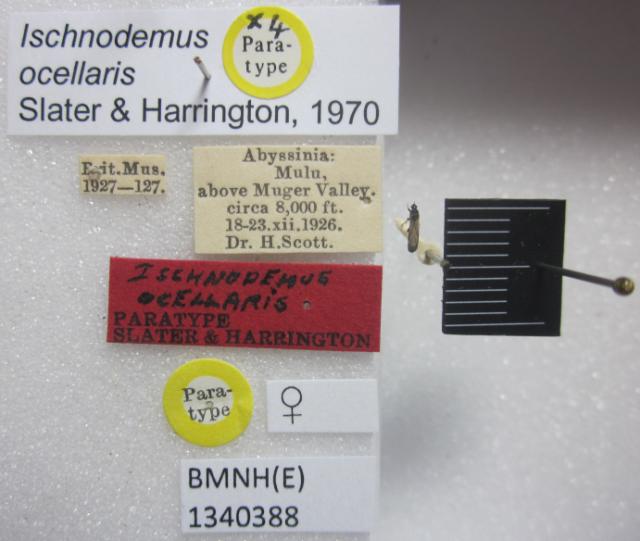 Ischnodemus
ocellaris
Slater & Harrington, 1970
x4
Para-
type
Brit.Mus.
1927—127.
Abyssinia:
Mulu,
above Muger Valley.
circa 8,000 ft.
18-23.xii.1926.
Dr. H.Scott.
ISCHNODEMUS
OCELLARIS
PARATYPE
SLATER & HARRINGTON
Para-
type
♀
BMNH(E)
1340388